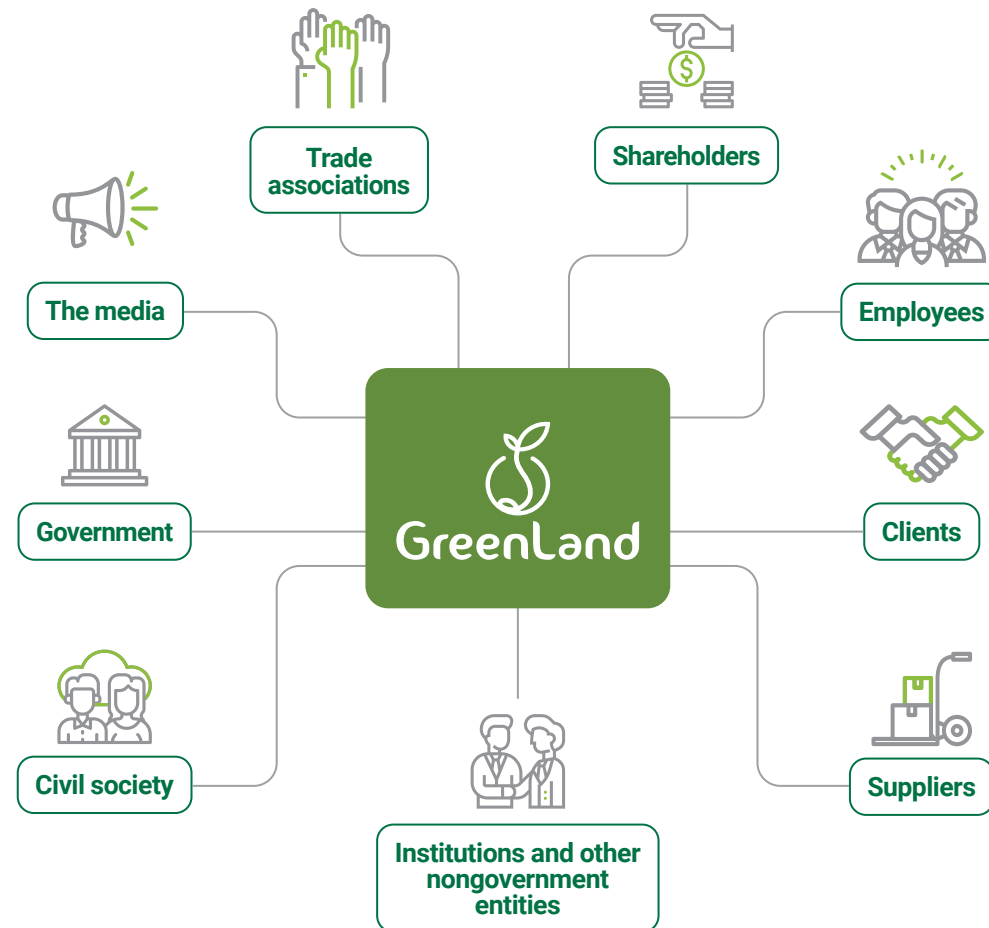 Trade
associations
Shareholders
The media
Employees
GreenLand
Government
Clients
Civil society
Suppliers
Institutions and other
nongovernment
entities